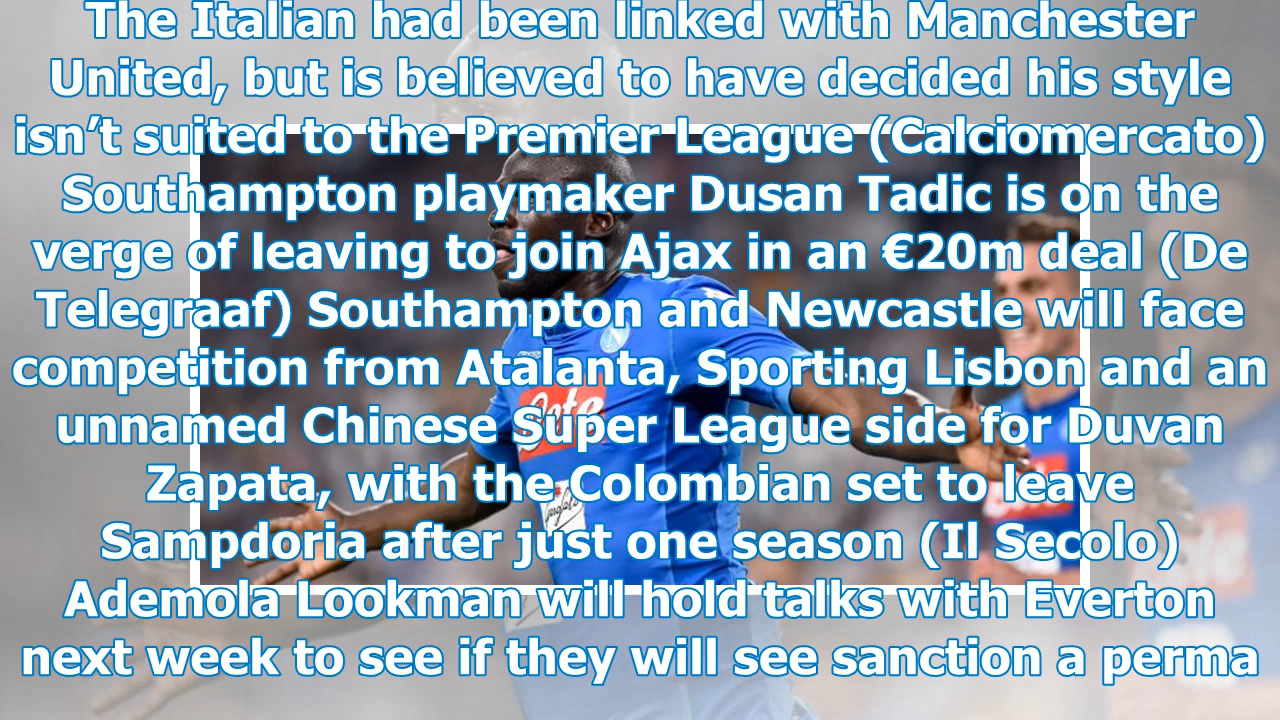 The Italian had been linked with Manchester
United, but is believed to have decided his style
isn’t suited to the Premier League (Calciomercato)
Southampton playmaker Dusan Tadic is on the
verge of leaving to join Ajax in an €20m deal (De
Telegraaf) Southampton and Newcastle will face
competition from Atalanta, Sporting Lisbon and an
unnamed Chinese Super League side for Duvan
Zapata, with the Colombian set to leave
Sampdoria after just one season (Il Secolo)
Ademola Lookman will hold talks with Everton
next week to see if they will see sanction a perma